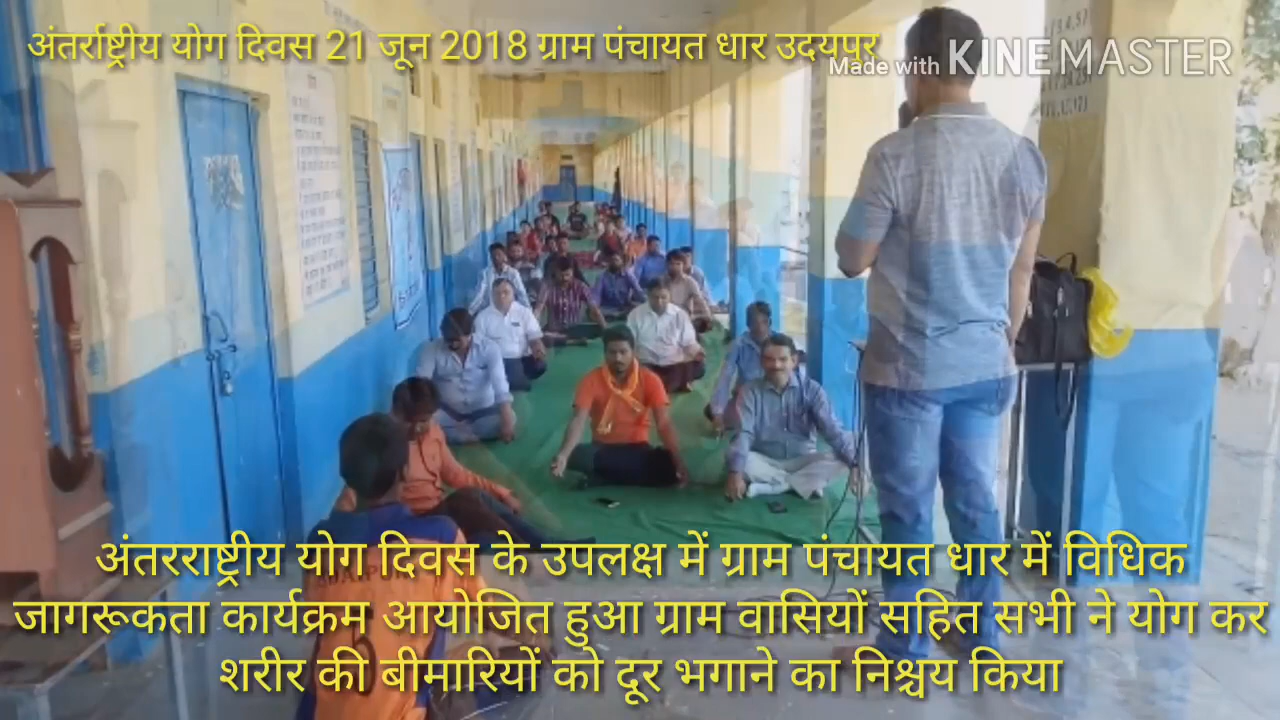 अंतर्राष्ट्रीय योग दिवस 21 जून 2018 ग्राम पंचायत धार उदयपुर
Made with KINEMASTER
अंतरराष्ट्रीय योग दिवस के उपलक्ष में ग्राम पंचायत धार में विधिक
जागरूकता कार्यक्रम आयोजित हुआ ग्राम वासियों सहित सभी ने योग कर
शरीर की बीमारियों को दूर भगाने का निश्चय किया